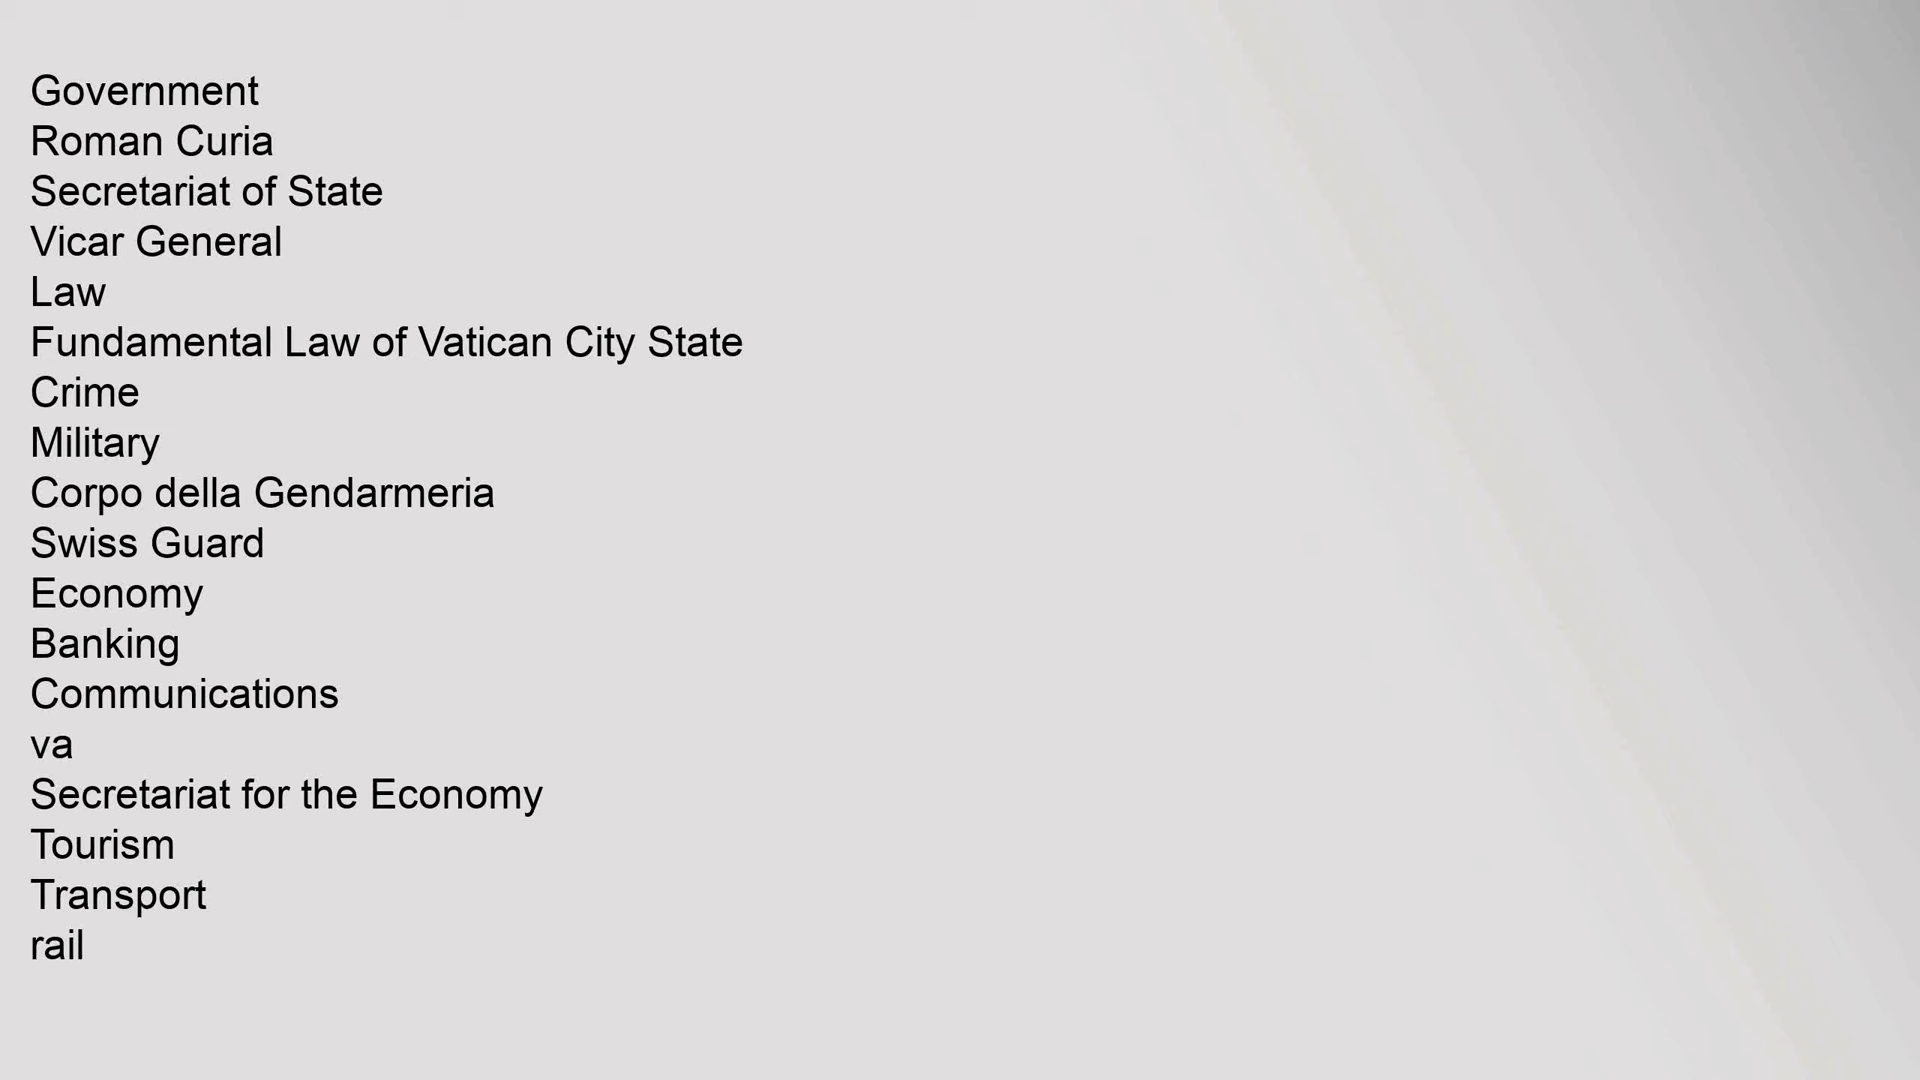 Government
Roman Curia
Secretariat of State
Vicar General
Law
Fundamental Law of Vatican City State
Crime
Military
Corpo della Gendarmeria
Swiss Guard
Economy
Banking
Communications
va
Secretariat for the Economy
Tourism
Transport
rail